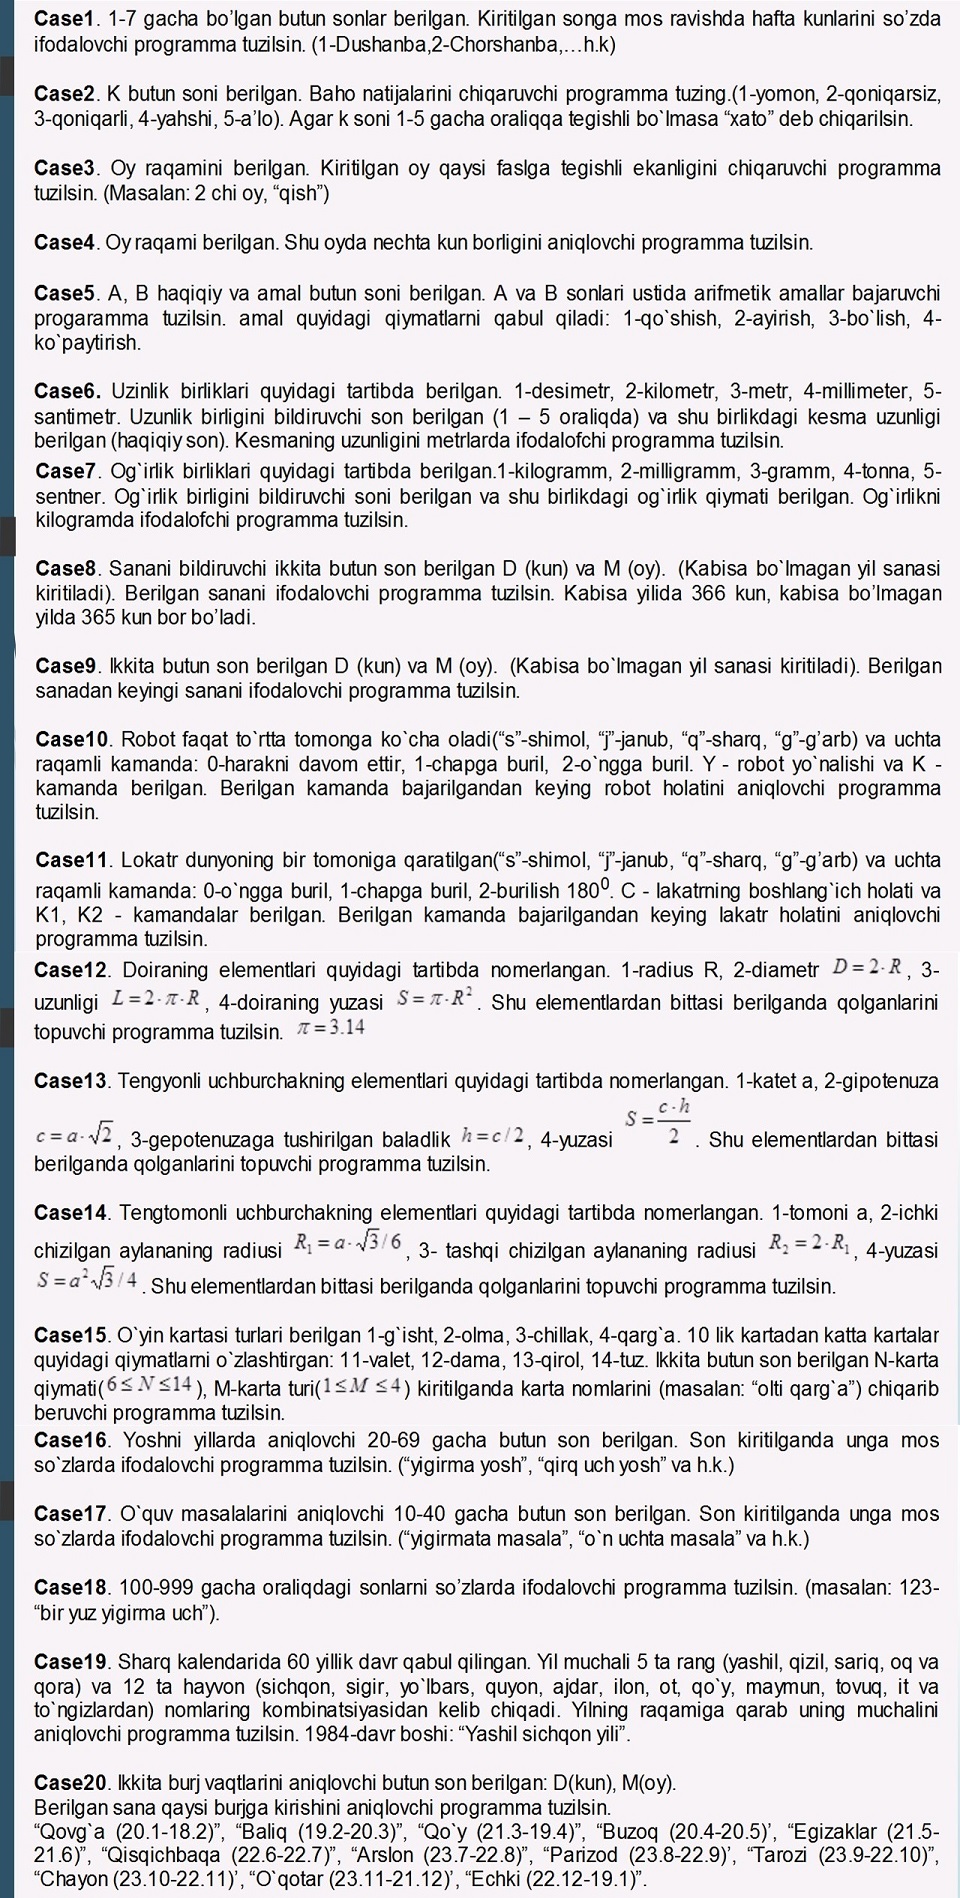 Case1. 1-7 gacha bo’lgan butun sonlar berilgan. Kiritilgan songa mos ravishda hafta kunlarini so’zda
ifodalovchi programma tuzilsin. (1-Dushanba,2-Chorshanba,...h.k)
Case2. K butun soni berilgan. Baho natijalarini chiqaruvchi programma tuzing.(1-yomon, 2-qoniqarsiz,
3-qoniqarli, 4-yahshi, 5-a’lo). Agar k soni 1-5 gacha oraliqqa tegishli bo`lmasa “xato” deb chiqarilsin.
Case3. Oy raqamini berilgan. Kiritilgan oy qaysi faslga tegishli ekanligini chiqaruvchi programma
tuzilsin. (Masalan: 2 chi oy, “qish”)
Case4. Oy raqami berilgan. Shu oyda nechta kun borligini aniqlovchi programma tuzilsin.
Case5. A, B haqiqiy va amal butun soni berilgan. A va B sonlari ustida arifmetik amallar bajaruvchi
progaramma tuzilsin. amal quyidagi qiymatlarni qabul qiladi: 1-qo`shish, 2-ayirish, 3-bo`lish, 4-
ko`paytirish.
Case6. Uzinlik birliklari quyidagi tartibda berilgan. 1-desimetr, 2-kilometr, 3-metr, 4-millimeter, 5-
santimetr. Uzunlik birligini bildiruvchi son berilgan (1 – 5 oraliqda) va shu birlikdagi kesma uzunligi
berilgan (haqiqiy son). Kesmaning uzunligini metrlarda ifodalofchi programma tuzilsin.
Case7. Og`irlik birliklari quyidagi tartibda berilgan.1-kilogramm, 2-milligramm, 3-gramm, 4-tonna, 5-
sentner. Og`irlik birligini bildiruvchi soni berilgan va shu birlikdagi og`irlik qiymati berilgan. Og`irlikni
kilogramda ifodalofchi programma tuzilsin.
Case8. Sanani bildiruvchi ikkita butun son berilgan D (kun) va M (oy). (Kabisa bo`lmagan yil sanasi
kiritiladi). Berilgan sanani ifodalovchi programma tuzilsin. Kabisa yilida 366 kun, kabisa bo’lmagan
yilda 365 kun bor bo’ladi.
Case9. Ikkita butun son berilgan D (kun) va M (oy). (Kabisa bo`lmagan yil sanasi kiritiladi). Berilgan
sanadan keyingi sanani ifodalovchi programma tuzilsin.
Case10. Robot faqat to`rtta tomonga ko`cha oladi(“s”-shimol, “j”-janub, “q”-sharq, “g”-g’arb) va uchta
raqamli kamanda: 0-harakni davom ettir, 1-chapga buril, 2-o`ngga buril. Y - robot yo`nalishi va K -
kamanda berilgan. Berilgan kamanda bajarilgandan keying robot holatini aniqlovchi programma
tuzilsin.
Case11. Lokatr dunyoning bir tomoniga qaratilgan(“s”-shimol, “j”-janub, “q”-sharq, “g”-g’arb) va uchta
raqamli kamanda: 0-o`ngga buril, 1-chapga buril, 2-burilish 180⁰. C - lakatrning boshlang`ich holati va
K1, K2 - kamandalar berilgan. Berilgan kamanda bajarilgandan keying lakatr holatini aniqlovchi
programma tuzilsin.
Case12. Doiraning elementlari quyidagi tartibda nomerlangan. 1-radius R, 2-diametr D = 2·R, 3-
uzunligi L = 2·π·R, 4-doiraning yuzasi S = π·R². Shu elementlardan bittasi berilganda qolganlarini
topuvchi programma tuzilsin. π = 3.14
Case13. Tengyonli uchburchakning elementlari quyidagi tartibda nomerlangan. 1-katet a, 2-gipotenuza
c = a·√2, 3-gepotenuzaga tushirilgan baladlik h = c/2, 4-yuzasi S = c·h/2. Shu elementlardan bittasi
berilganda qolganlarini topuvchi programma tuzilsin.
Case14. Tengtomonli uchburchakning elementlari quyidagi tartibda nomerlangan. 1-tomoni a, 2-ichki
chizilgan aylananing radiusi R₁ = a·√3/6, 3- tashqi chizilgan aylananing radiusi R₂ = 2·R₁, 4-yuzasi
S = a²√3/4. Shu elementlardan bittasi berilganda qolganlarini topuvchi programma tuzilsin.
Case15. O`yin kartasi turlari berilgan 1-g`isht, 2-olma, 3-chillak, 4-qarg`a. 10 lik kartadan katta kartalar
quyidagi qiymatlarni o`zlashtirgan: 11-valet, 12-dama, 13-qirol, 14-tuz. Ikkita butun son berilgan N-karta
qiymati(6 ≤ N ≤ 14), M-karta turi(1 ≤ M ≤ 4) kiritilganda karta nomlarini (masalan: “olti qarg`a”) chiqarib
beruvchi programma tuzilsin.
Case16. Yoshni yillarda aniqlovchi 20-69 gacha butun son berilgan. Son kiritilganda unga mos
so`zlarda ifodalovchi programma tuzilsin. (“yigirma yosh”, “qirq uch yosh” va h.k.)
Case17. O`quv masalalarini aniqlovchi 10-40 gacha butun son berilgan. Son kiritilganda unga mos
so`zlarda ifodalovchi programma tuzilsin. (“yigirmata masala”, “o`n uchta masala” va h.k.)
Case18. 100-999 gacha oraliqdagi sonlarni so’zlarda ifodalovchi programma tuzilsin. (masalan: 123-
“bir yuz yigirma uch”).
Case19. Sharq kalendarida 60 yillik davr qabul qilingan. Yil muchali 5 ta rang (yashil, qizil, sariq, oq va
qora) va 12 ta hayvon (sichqon, sigir, yo`lbars, quyon, ajdar, ilon, ot, qo`y, maymun, tovuq, it va
to`ngizlardan) nomlaring kombinatsiyasidan kelib chiqadi. Yilning raqamiga qarab uning muchalini
aniqlovchi programma tuzilsin. 1984-davr boshi: “Yashil sichqon yili”.
Case20. Ikkita burj vaqtlarini aniqlovchi butun son berilgan: D(kun), M(oy).
Berilgan sana qaysi burjga kirishini aniqlovchi programma tuzilsin.
“Qovg`a (20.1-18.2)”, “Baliq (19.2-20.3)”, “Qo`y (21.3-19.4)”, “Buzoq (20.4-20.5)’, “Egizaklar (21.5-
21.6)”, “Qisqichbaqa (22.6-22.7)”, “Arslon (23.7-22.8)”, “Parizod (23.8-22.9)’, “Tarozi (23.9-22.10)”,
“Chayon (23.10-22.11)’, “O`qotar (23.11-21.12)’, “Echki (22.12-19.1)”.